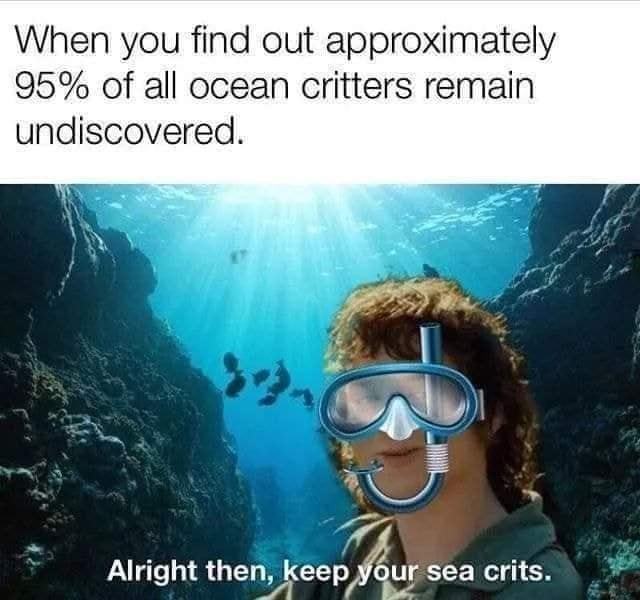 When you find out approximately
95% of all ocean critters remain
undiscovered.
Alright then, keep your sea crits.